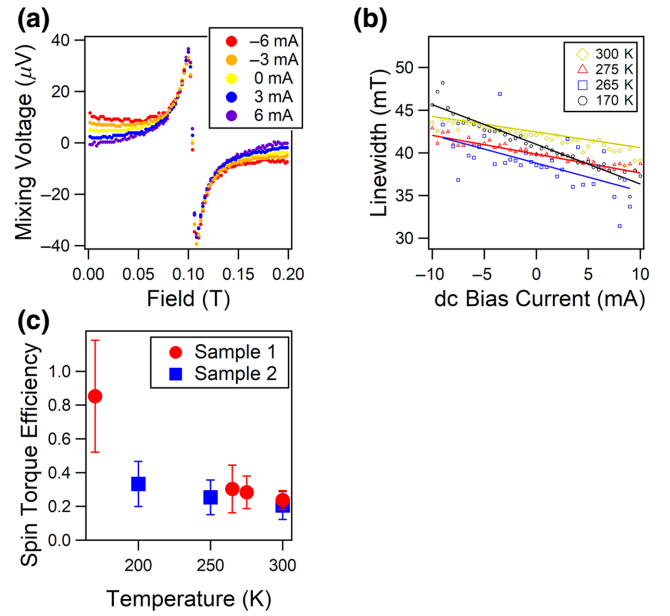 (a)
Mixing Voltage (µV)
40
20
0
−20
−40
−6 mA
−3 mA
0 mA
3 mA
6 mA
0.00 0.05 0.10 0.15 0.20
Field (T)
(b)
Linewidth (mT)
50
45
40
35
30
300 K
275 K
265 K
170 K
−10 −5 0 5 10
dc Bias Current (mA)
(c)
Spin Torque Efficiency
1.0
0.8
0.6
0.4
0.2
0.0
Sample 1
Sample 2
200 250 300
Temperature (K)